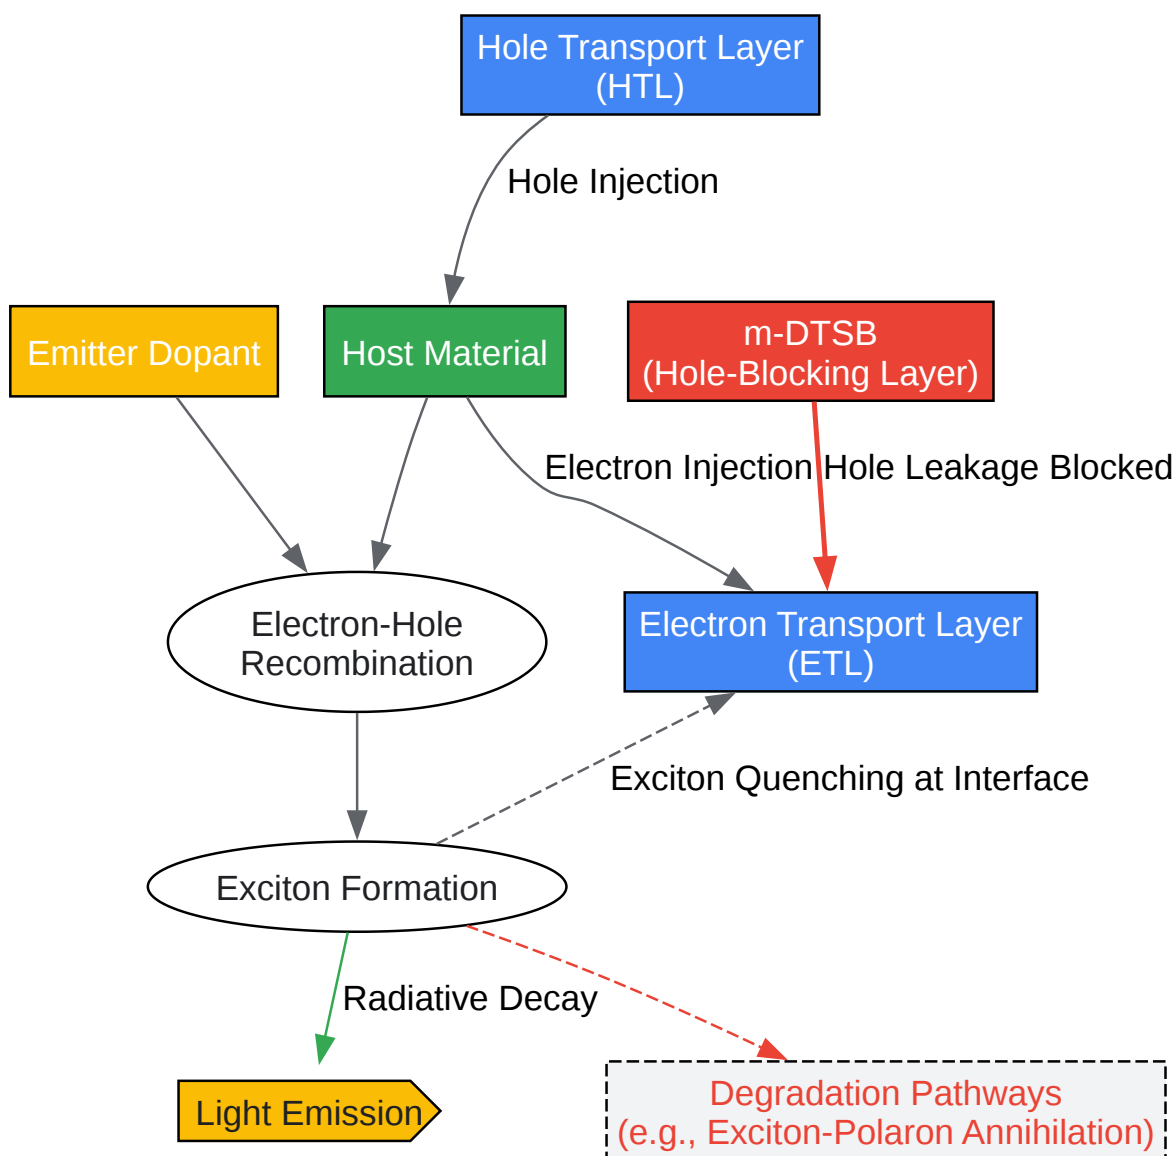 Hole Transport Layer
(HTL)
Hole Injection
Emitter Dopant
Host Material
m-DTSB
(Hole-Blocking Layer)
Electron Injection
Hole Leakage Blocked
Electron-Hole
Recombination
Electron Transport Layer
(ETL)
Exciton Quenching at Interface
Exciton Formation
Radiative Decay
Light Emission
Degradation Pathways
(e.g., Exciton-Polaron Annihilation)